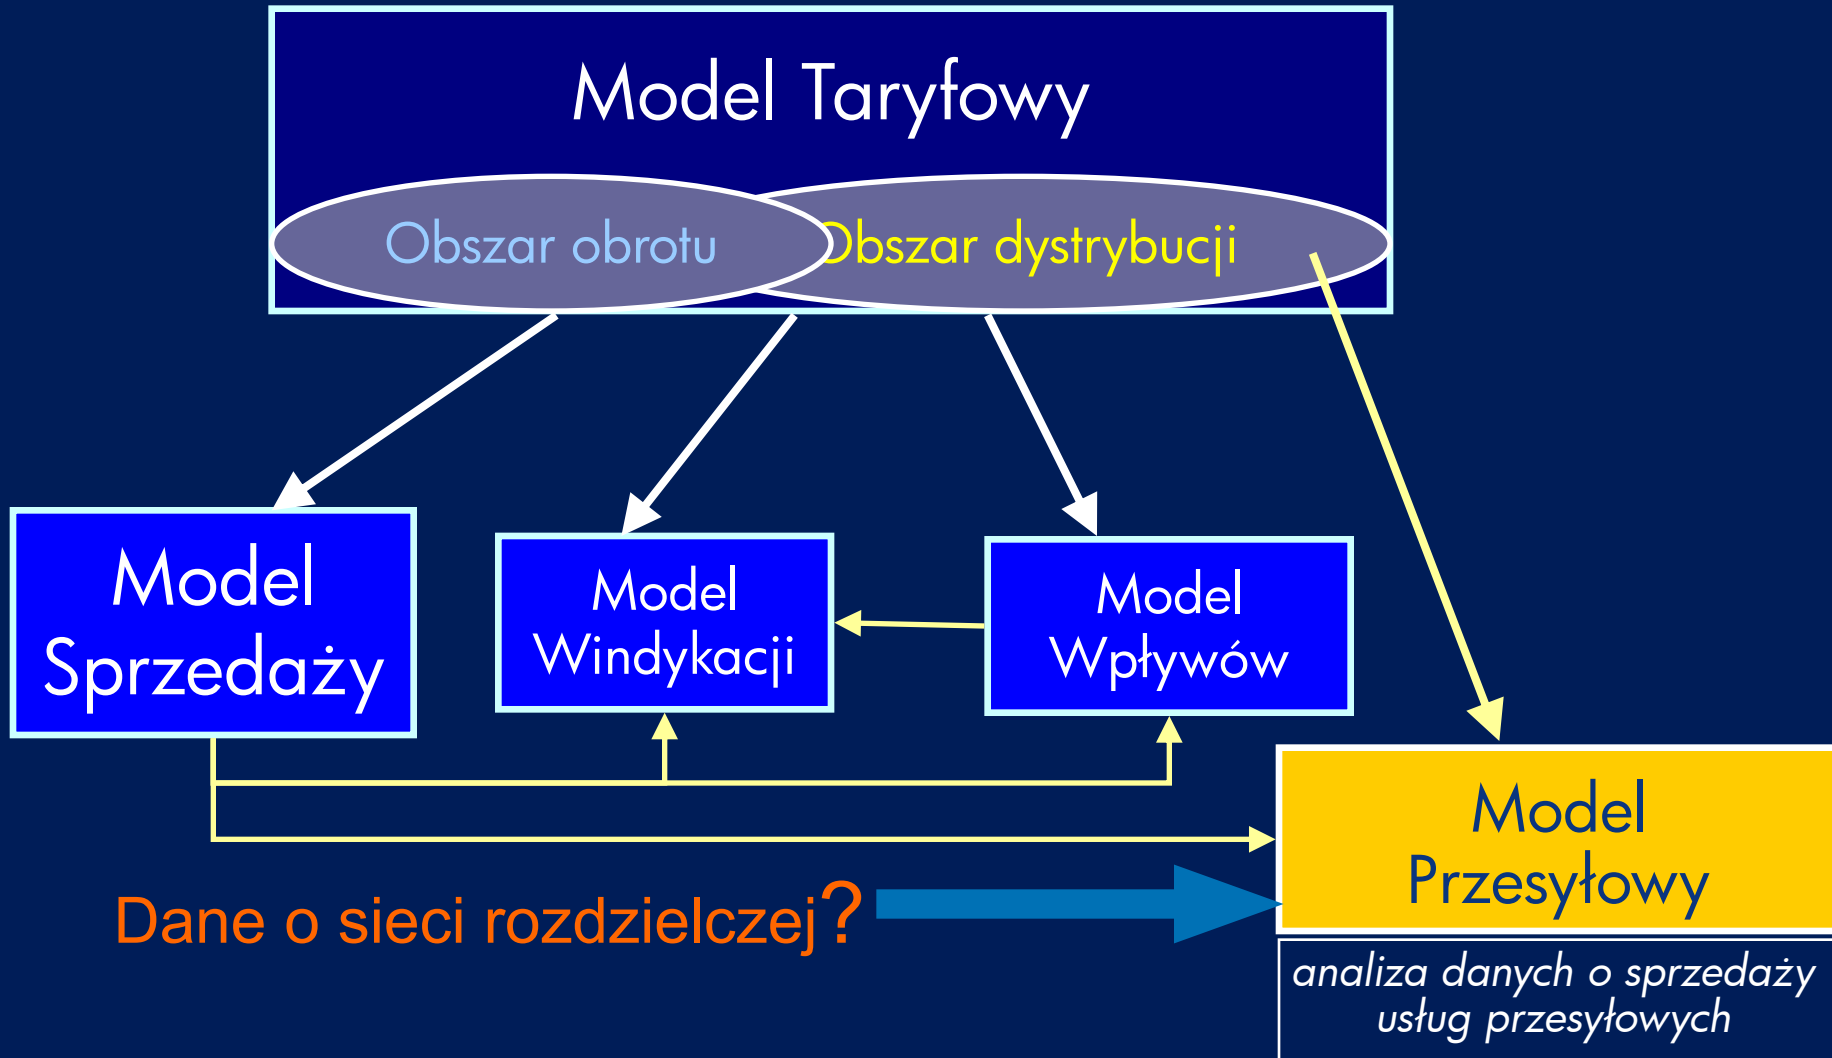 Model Taryfowy
Obszar obrotu
Obszar dystrybucji
Model
Sprzedaży
Model
Windykacji
Model
Wpływów
Model
Przesyłowy
Dane o sieci rozdzielczej?
analiza danych o sprzedaży
usług przesyłowych